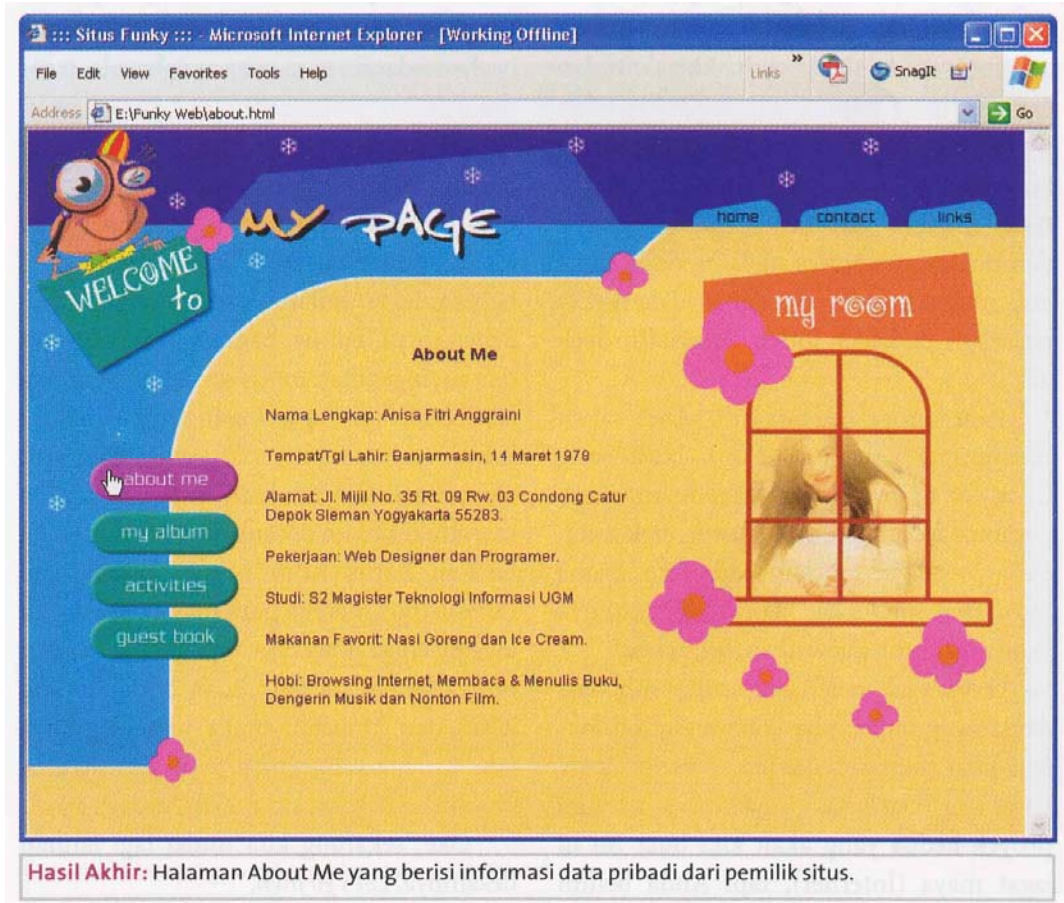 ::: Situs Funky ::: - Microsoft Internet Explorer - [Working Offline]
File Edit View Favorites Tools Help
Links » SnagIt
Address E:\Funky Web\about.html Go
MY PAGE
home contact links
WELCOME
to
my room
About Me
Nama Lengkap: Anisa Fitri Anggraini
Tempat/Tgl Lahir: Banjarmasin, 14 Maret 1978
Alamat: Jl. Mijil No. 35 Rt. 09 Rw. 03 Condong Catur
Depok Sleman Yogyakarta 55283.
Pekerjaan: Web Designer dan Programer.
Studi: S2 Magister Teknologi Informasi UGM
Makanan Favorit: Nasi Goreng dan Ice Cream.
Hobi: Browsing Internet, Membaca & Menulis Buku,
Dengerin Musik dan Nonton Film.
about me
my album
activities
guest book
Hasil Akhir: Halaman About Me yang berisi informasi data pribadi dari pemilik situs.